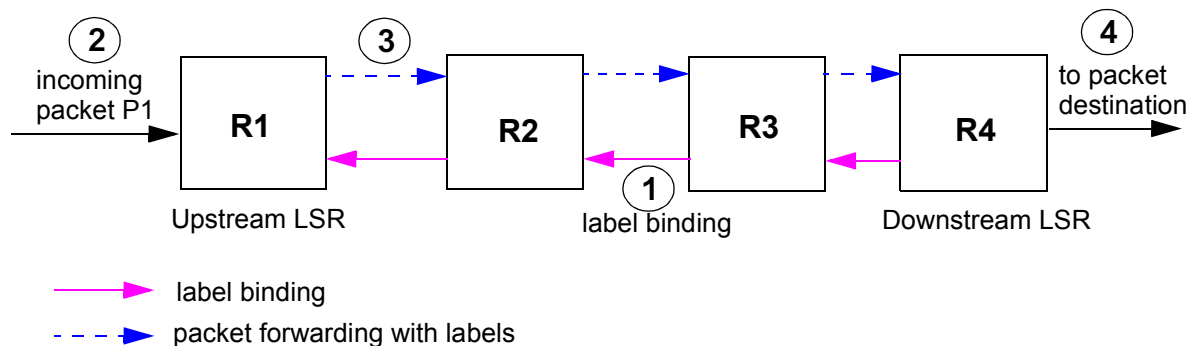 2
3
4
incoming
packet P1
to packet
destination
R1
R2
R3
R4
1
Upstream LSR
label binding
Downstream LSR
label binding
packet forwarding with labels